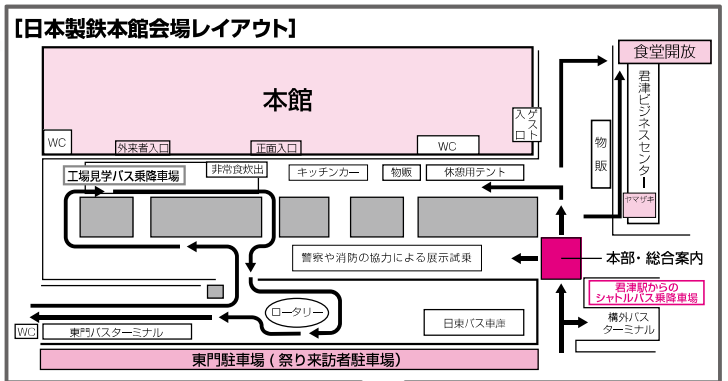 [日本製鉄本館会場レイアウト]
食堂開放
本館
君津ビジネスセンター
ゲスト
入口
物販
WC
外来者入口
正面入口
WC
ヤマザキ
工場見学バス乗降車場
非常食炊出
キッチンカー
物販
休憩用テント
警察や消防の協力による展示試乗
本部・総合案内
君津駅からの
シャトルバス乗降車場
ロータリー
日東バス車庫
構外バス
ターミナル
WC
東門バスターミナル
東門駐車場(祭り来訪者駐車場)